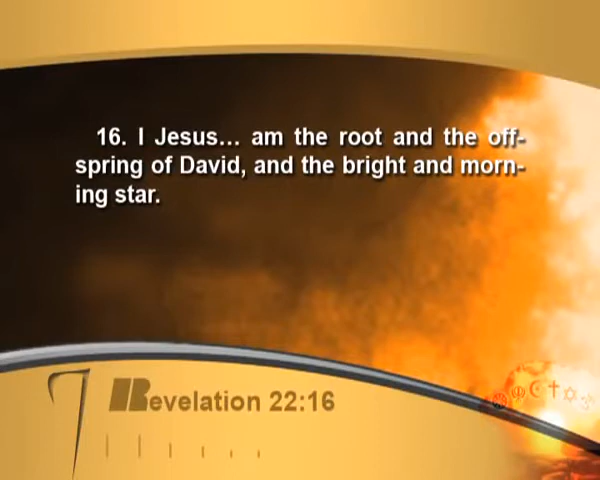 16. I Jesus... am the root and the off-
spring of David, and the bright and morn-
ing star.
Revelation 22:16